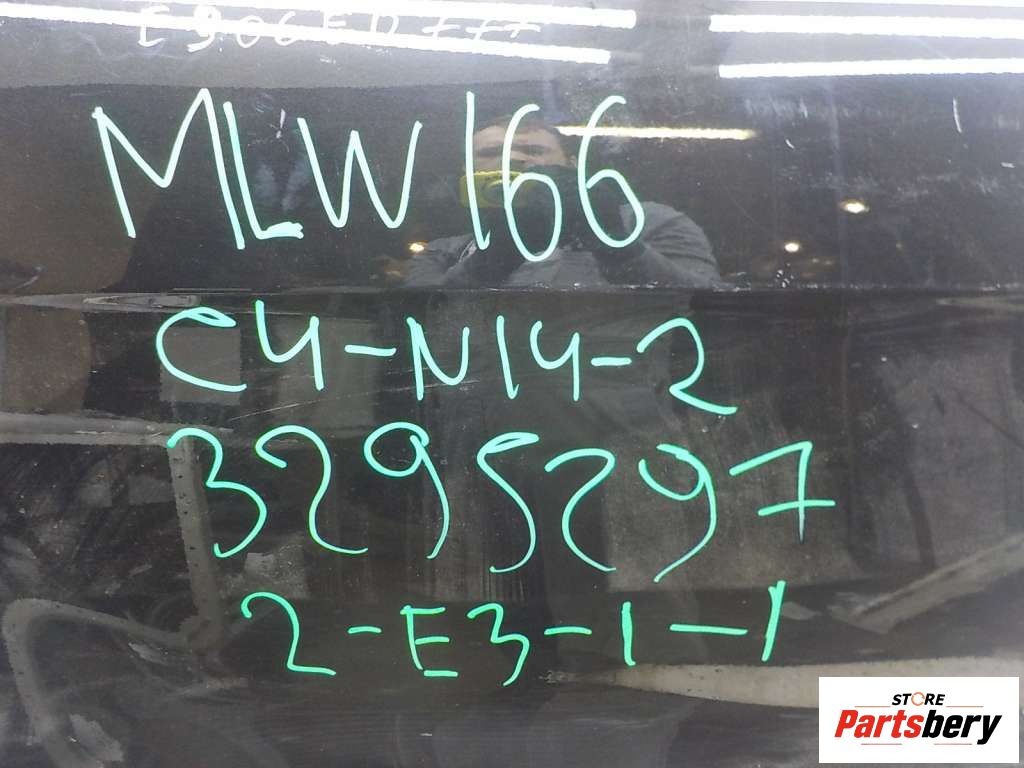 MLW166
C4-N14-2
3295297
2-E3-1-1
STORE
Partsbery